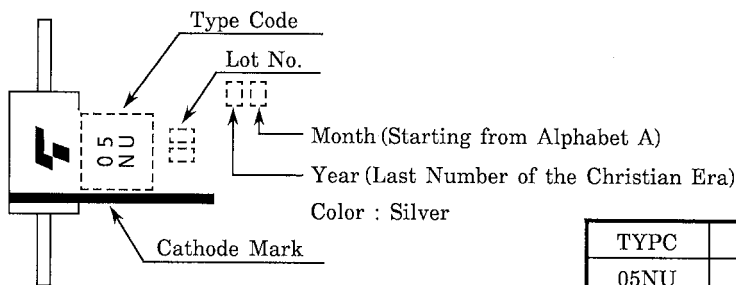 Type Code
Lot No.
05
NU
Month (Starting from Alphabet A)
Year (Last Number of the Christian Era)
Color : Silver
Cathode Mark
TYPC
05NU